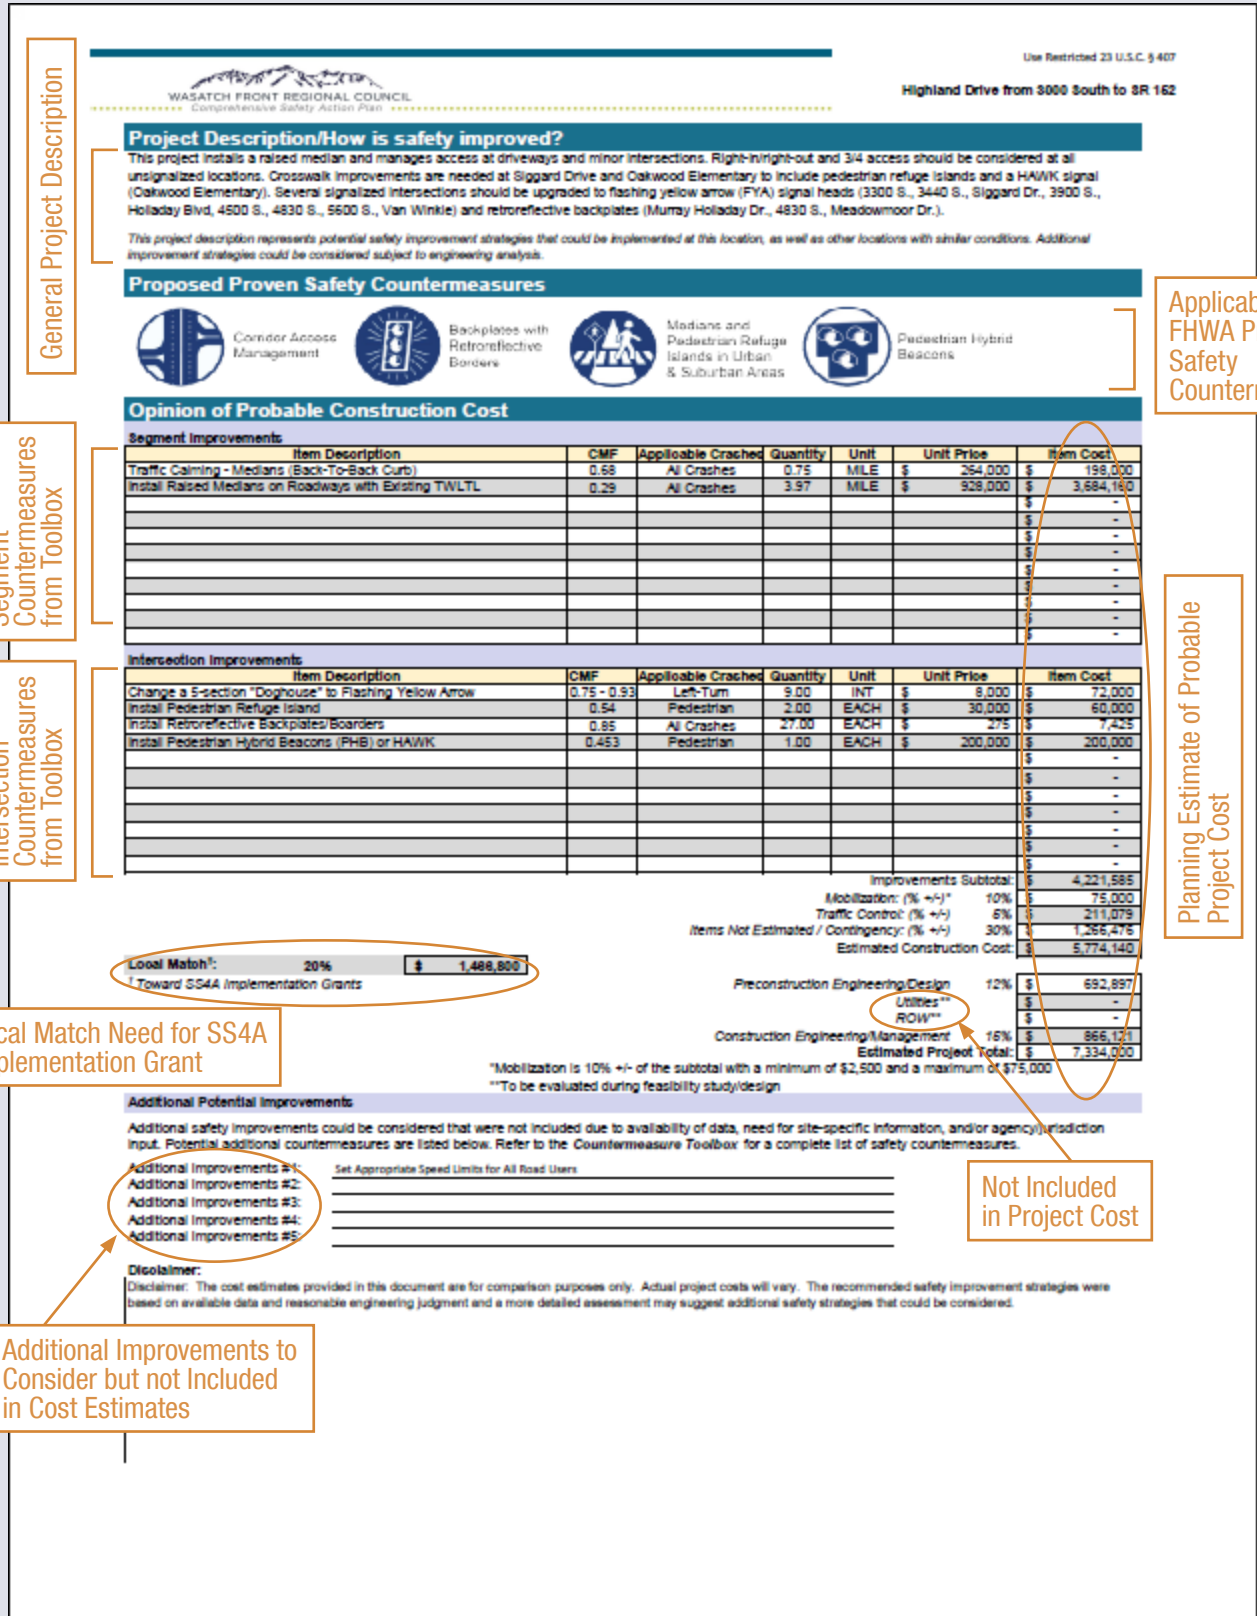 Use Restricted 23 U.S.C. § 407
WASATCH FRONT REGIONAL COUNCIL
Comprehensive Safety Action Plan
Highland Drive from 3000 South to SR 152
General Project Description
Project Description/How is safety improved?
This project installs a raised median and manages access at driveways and minor intersections. Right-in/right-out and 3/4 access should be considered at all
unsignalized locations. Crosswalk improvements are needed at Siggard Drive and Oakwood Elementary to include pedestrian refuge islands and a HAWK signal
(Oakwood Elementary). Several signalized intersections should be upgraded to flashing yellow arrow (FYA) signal heads (3300 S., 3440 S., Siggard Dr., 3900 S.,
Holladay Blvd, 4500 S., 4830 S., 5600 S., Van Winkle) and retroreflective backplates (Murray Holladay Dr., 4830 S., Meadowmoor Dr.).
This project description represents potential safety improvement strategies that could be implemented at this location, as well as other locations with similar conditions. Additional
improvement strategies could be considered subject to engineering analysis.
Proposed Proven Safety Countermeasures
Corridor Access
Management
Backplates with
Retroreflective
Borders
Medians and
Pedestrian Refuge
Islands in Urban
& Suburban Areas
Pedestrian Hybrid
Beacons
Applicab
FHWA P
Safety
Counterm
Opinion of Probable Construction Cost
Segment
Countermeasures
from Toolbox
Segment Improvements
Item Description CMF Applicable Crashes Quantity Unit Unit Price Item Cost
Traffic Calming - Medians (Back-To-Back Curb) 0.68 All Crashes 0.75 MILE $ 264,000 $ 198,000
Install Raised Medians on Roadways with Existing TWLTL 0.29 All Crashes 3.97 MILE $ 928,000 $ 3,684,160
$ -
$ -
$ -
$ -
$ -
$ -
$ -
$ -
$ -
Intersection
Countermeasures
from Toolbox
Intersection Improvements
Item Description CMF Applicable Crashes Quantity Unit Unit Price Item Cost
Change a 5-section "Doghouse" to Flashing Yellow Arrow 0.75 - 0.93 Left-Turn 9.00 INT $ 8,000 $ 72,000
Install Pedestrian Refuge Island 0.54 Pedestrian 2.00 EACH $ 30,000 $ 60,000
Install Retroreflective Backplates/Boarders 0.85 All Crashes 27.00 EACH $ 275 $ 7,425
Install Pedestrian Hybrid Beacons (PHB) or HAWK 0.453 Pedestrian 1.00 EACH $ 200,000 $ 200,000
$ -
$ -
$ -
$ -
$ -
$ -
$ -
Planning Estimate of Probable
Project Cost
Improvements Subtotal: $ 4,221,585
Mobilization: (% +/-)* 10% $ 75,000
Traffic Control: (% +/-) 5% $ 211,079
Items Not Estimated / Contingency: (% +/-) 30% $ 1,266,476
Estimated Construction Cost: $ 5,774,140
Local Match†: 20% $ 1,466,800
† Toward SS4A Implementation Grants
Preconstruction Engineering/Design 12% $ 692,897
Utilities** $ -
ROW** $ -
Construction Engineering/Management 15% $ 866,121
Estimated Project Total: $ 7,334,000
cal Match Need for SS4A
plementation Grant
*Mobilization is 10% +/- of the subtotal with a minimum of $2,500 and a maximum of $75,000
**To be evaluated during feasibility study/design
Additional Potential Improvements
Additional safety improvements could be considered that were not included due to availability of data, need for site-specific information, and/or agency/jurisdiction
input. Potential additional countermeasures are listed below. Refer to the Countermeasure Toolbox for a complete list of safety countermeasures.
Additional Improvements #1: Set Appropriate Speed Limits for All Road Users
Additional Improvements #2:
Additional Improvements #3:
Additional Improvements #4:
Additional Improvements #5:
Not Included
in Project Cost
Disclaimer:
Disclaimer: The cost estimates provided in this document are for comparison purposes only. Actual project costs will vary. The recommended safety improvement strategies were
based on available data and reasonable engineering judgment and a more detailed assessment may suggest additional safety strategies that could be considered.
Additional Improvements to
Consider but not Included
in Cost Estimates